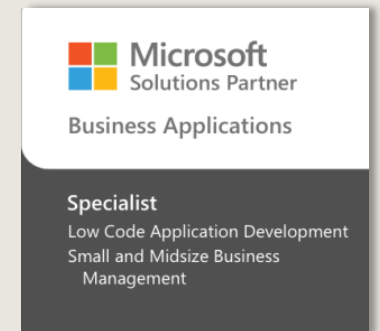 Microsoft
Solutions Partner
Business Applications
Specialist
Low Code Application Development
Small and Midsize Business
Management